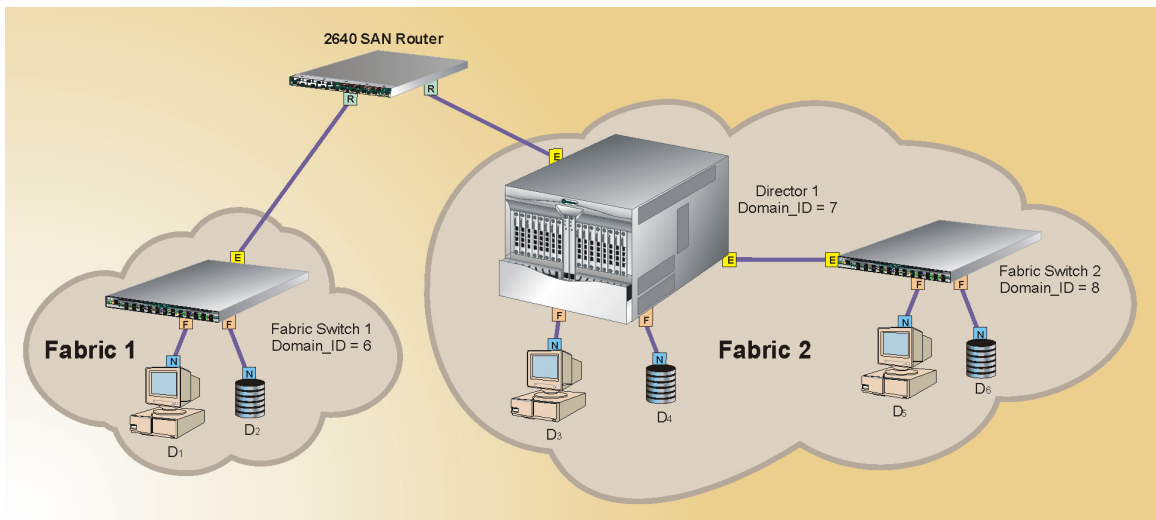 2640 SAN Router
R
R
E
Director 1
Domain_ID = 7
E
E
E
Fabric Switch 2
Domain_ID = 8
F
F
Fabric 1
F
F
Fabric Switch 1
Domain_ID = 6
F
F
Fabric 2
N
N
N
N
N
N
D1
D2
D3
D4
D5
D6